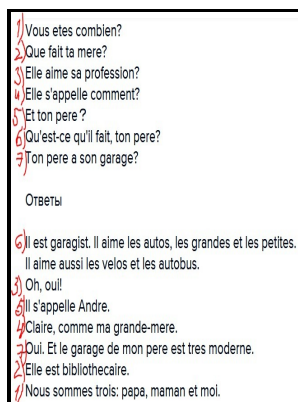 1) Vous etes combien?
2) Que fait ta mere?
3) Elle aime sa profession?
4) Elle s'appelle comment?
5) Et ton pere?
6) Qu'est-ce qu'il fait, ton pere?
7) Ton pere a son garage?
Ответы
6) Il est garagist. Il aime les autos, les grandes et les petites.
Il aime aussi les velos et les autobus.
3) Oh, oui!
5) Il s'appelle Andre.
4) Claire, comme ma grande-mere.
7) Oui. Et le garage de mon pere est tres moderne.
2) Elle est bibliothecaire.
1) Nous sommes trois: papa, maman et moi.